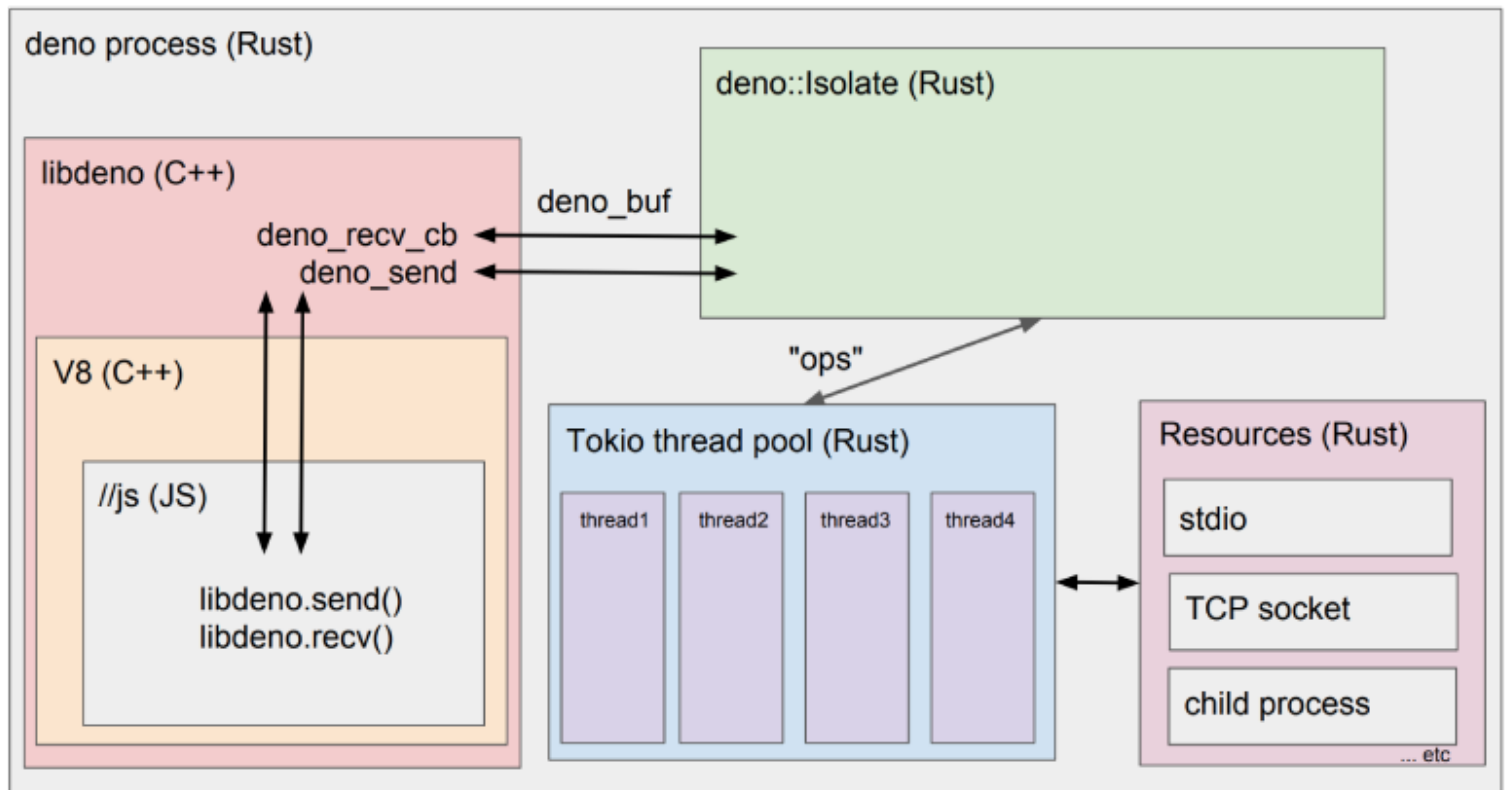 deno process (Rust)
deno::Isolate (Rust)
libdeno (C++)
deno_buf
deno_recv_cb
deno_send
V8 (C++)
"ops"
//js (JS)
libdeno.send()
libdeno.recv()
Tokio thread pool (Rust)
thread1
thread2
thread3
thread4
Resources (Rust)
stdio
TCP socket
child process
... etc